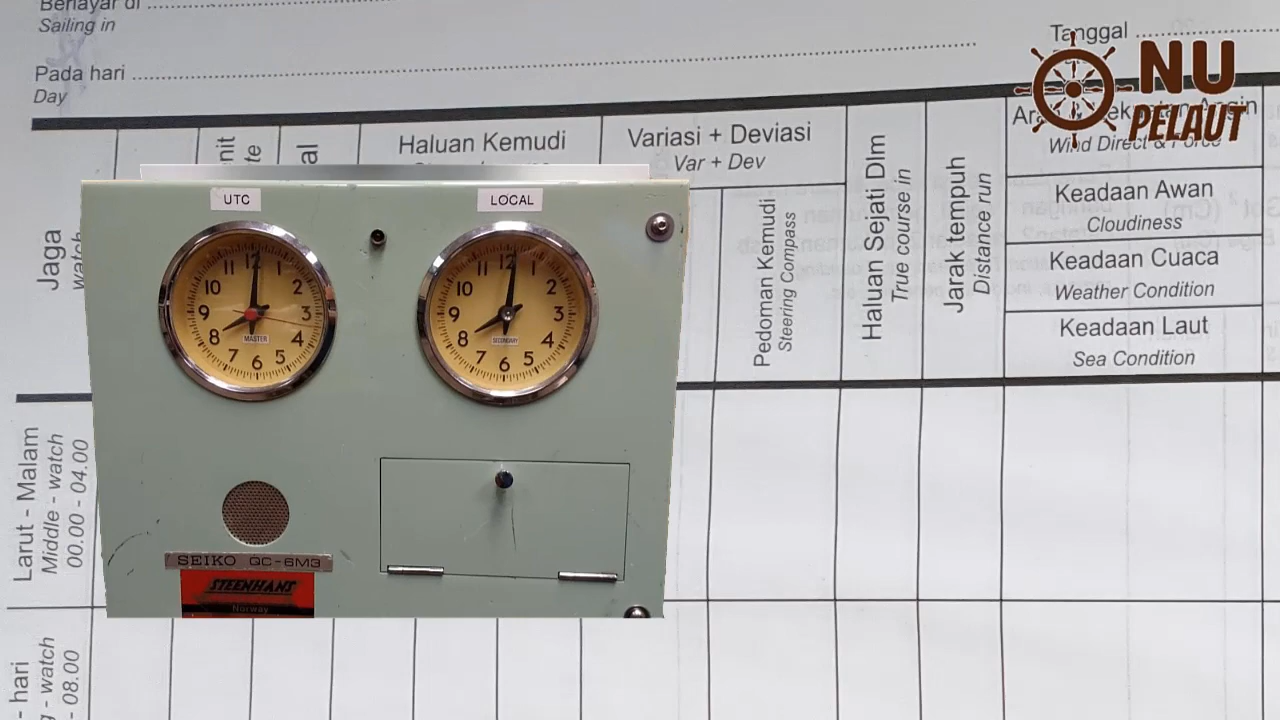 Berlayar di
Sailing in
Tanggal
Pada hari
Day
NU
PELAUT
Haluan Kemudi
Variasi + Deviasi
Var + Dev
Wind Direct & Force
Keadaan Awan
Cloudiness
Keadaan Cuaca
Weather Condition
Keadaan Laut
Sea Condition
Jaga
watch
Pedoman Kemudi
Steering Compass
Haluan Sejati Dlm
True course in
Jarak tempuh
Distance run
UTC
LOCAL
12
1
2
3
4
5
6
7
8
9
10
11
MASTER
12
1
2
3
4
5
6
7
8
9
10
11
SECONDARY
SEIKO QC-6M3
STEENHANS
Norway
Larut - Malam
Middle - watch
00.00 - 04.00
- hari
- watch
- 08.00